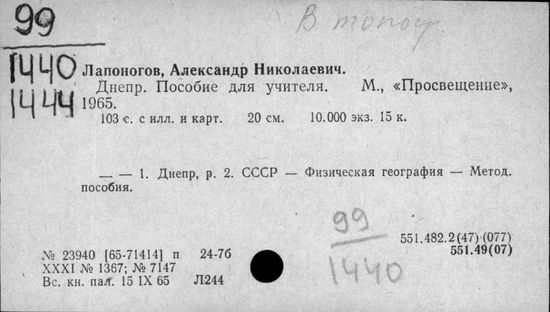 99
В топогр
1440
1444
Лапоногов, Александр Николаевич.
Днепр. Пособие для учителя. М., «Просвещение»,
1965.
103 с. с илл. и карт. 20 см. 10.000 экз. 15 к.
— — 1. Днепр, р. 2. СССР — Физическая география — Метод.
пособия.
99
1440
551.482.2(47) (077)
551.49(07)
№ 23940 [65-71414] п 24-7б
XXXI № 1367; № 7147
Вс. кн. пал. 15 IX 65 Л244